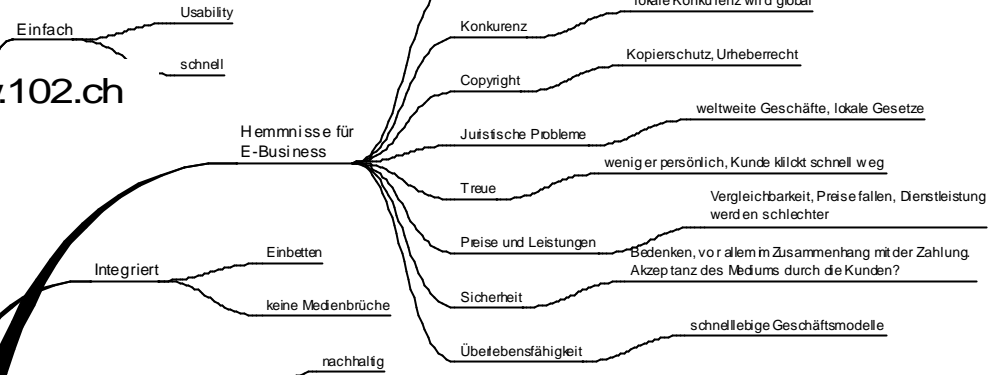 lokale Konkurenz wird global
Usability
Einfach
Konkurenz
Kopierschutz, Urheberrecht
schnell
Copyright
.102.ch
weltweite Geschäfte, lokale Gesetze
Hemmnisse für
E-Business
Juristische Probleme
weniger persönlich, Kunde klilckt schnell weg
Treue
Vergleichbarkeit, Preise fallen, Dienstleistung
werden schlechter
Preise und Leistungen
Bedenken, vor allem im Zusammenhang mit der Zahlung.
Akzeptanz des Mediums durch die Kunden?
Einbetten
Integriert
Sicherheit
keine Medienbrüche
schnelllebige Geschäftsmodelle
Überlebensfähigkeit
nachhaltig